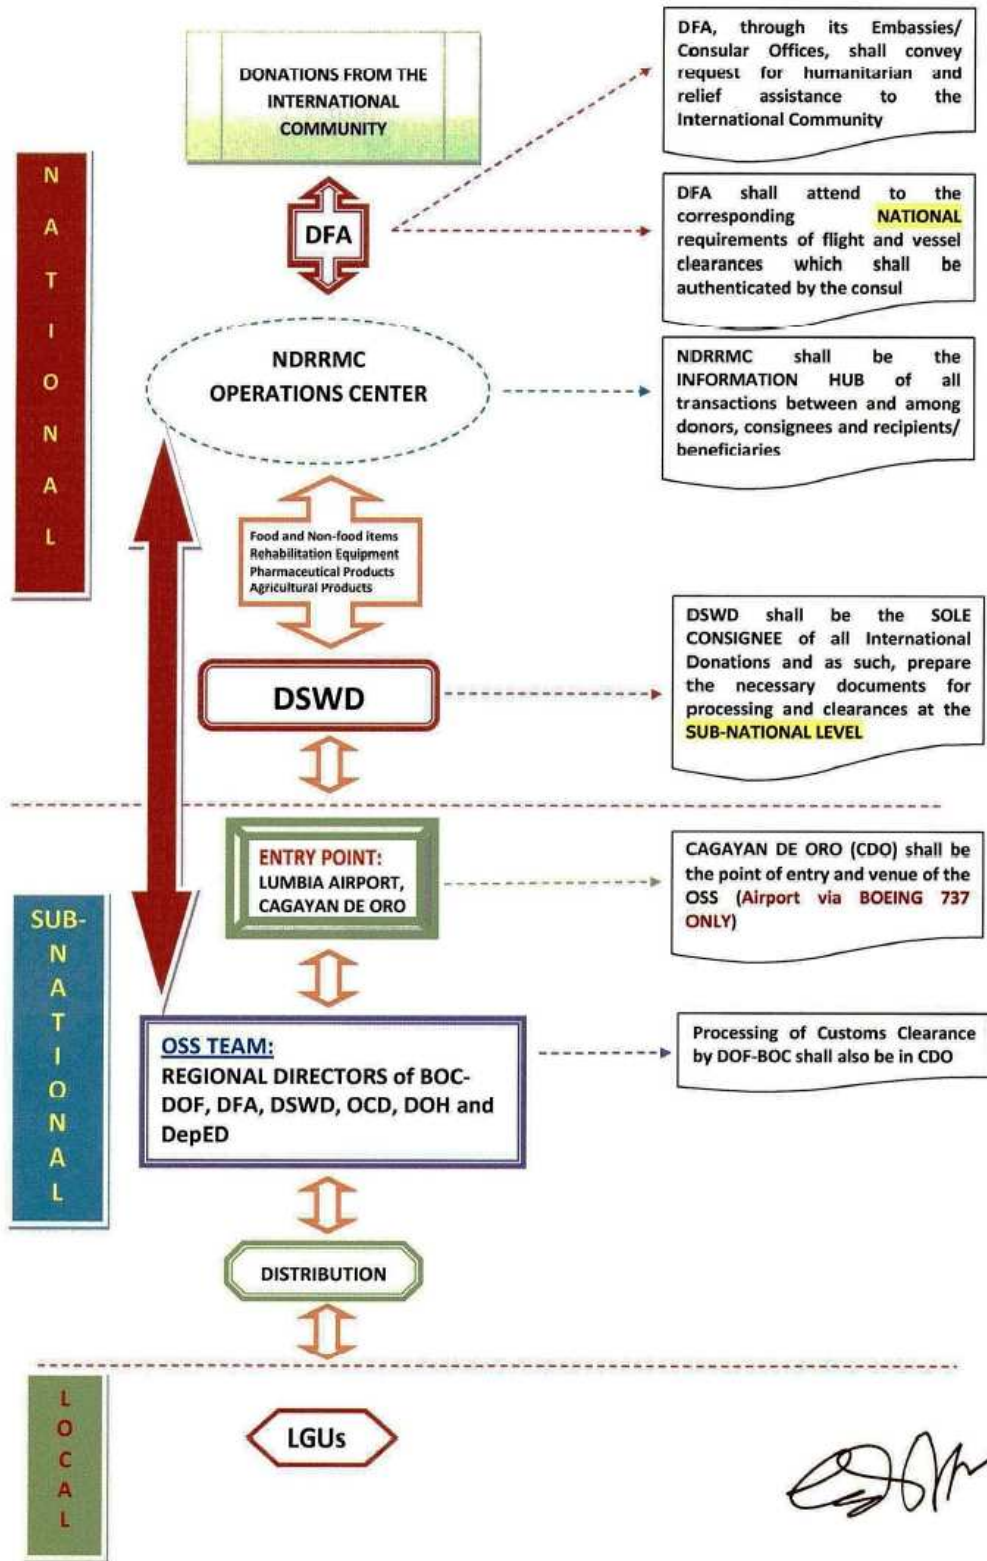 DONATIONS FROM THE
INTERNATIONAL
COMMUNITY
DFA, through its Embassies/
Consular Offices, shall convey
request for humanitarian and
relief assistance to the
International Community
NATIONAL
DFA
DFA shall attend to the
corresponding NATIONAL
requirements of flight and vessel
clearances which shall be
authenticated by the consul
NDRRMC
OPERATIONS CENTER
NDRRMC shall be the
INFORMATION HUB of all
transactions between and among
donors, consignees and recipients/
beneficiaries
Food and Non-food items
Rehabilitation Equipment
Pharmaceutical Products
Agricultural Products
DSWD
DSWD shall be the SOLE
CONSIGNEE of all International
Donations and as such, prepare
the necessary documents for
processing and clearances at the
SUB-NATIONAL LEVEL
SUB-
NATIONAL
ENTRY POINT:
LUMBIA AIRPORT,
CAGAYAN DE ORO
CAGAYAN DE ORO (CDO) shall be
the point of entry and venue of the
OSS (Airport via BOEING 737
ONLY)
OSS TEAM:
REGIONAL DIRECTORS of BOC-
DOF, DFA, DSWD, OCD, DOH and
DepED
Processing of Customs Clearance
by DOF-BOC shall also be in CDO
DISTRIBUTION
LOCAL
LGUs